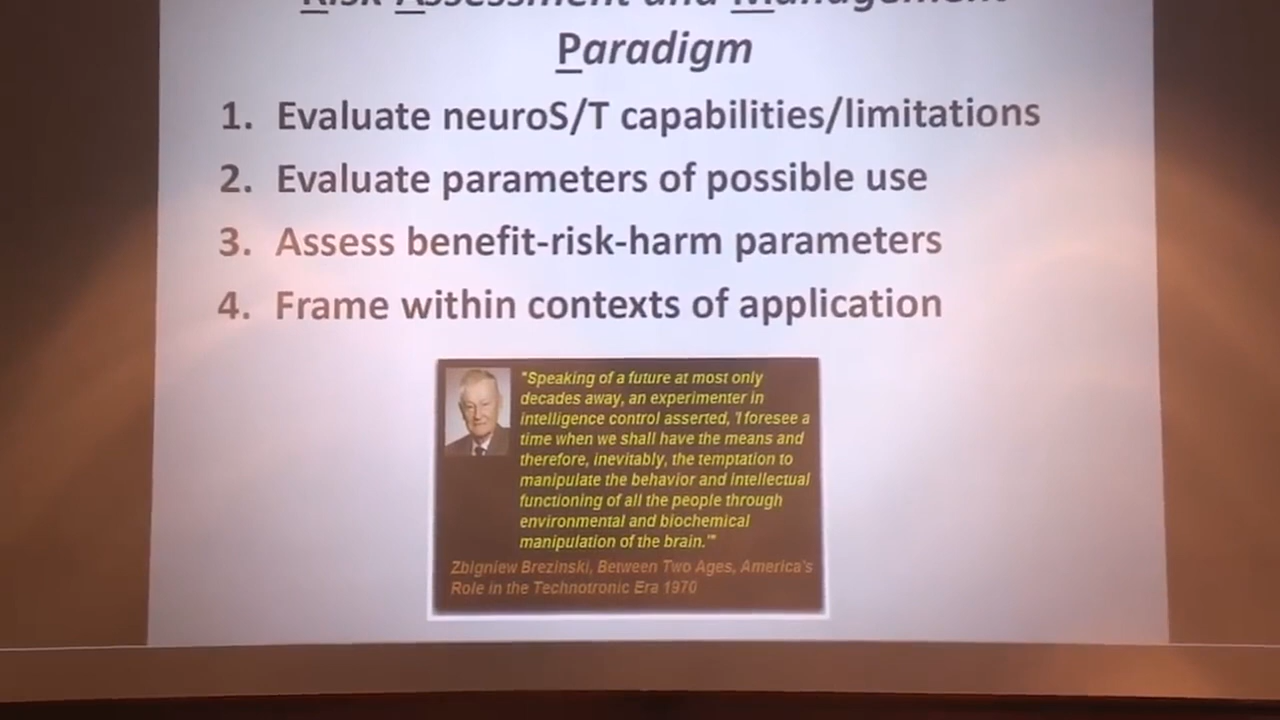 Risk Assessment and Management
Paradigm
1. Evaluate neuroS/T capabilities/limitations
2. Evaluate parameters of possible use
3. Assess benefit-risk-harm parameters
4. Frame within contexts of application
"Speaking of a future at most only
decades away, an experimenter in
intelligence control asserted, 'I foresee a
time when we shall have the means and
therefore, inevitably, the temptation to
manipulate the behavior and intellectual
functioning of all the people through
environmental and biochemical
manipulation of the brain.'"
Zbigniew Brezinski, Between Two Ages, America's
Role in the Technotronic Era 1970